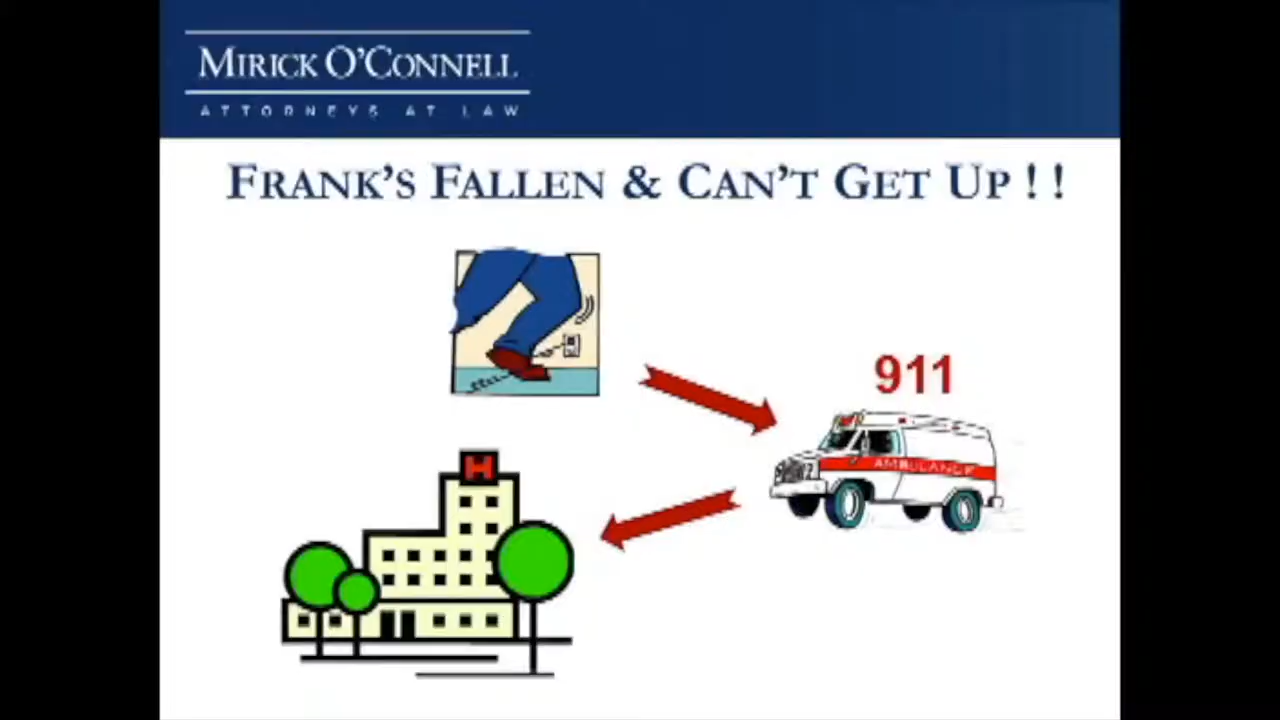 MIRICK O'CONNELL
ATTORNEYS AT LAW
FRANK'S FALLEN & CAN'T GET UP ! !
911
AMBULANCE
H